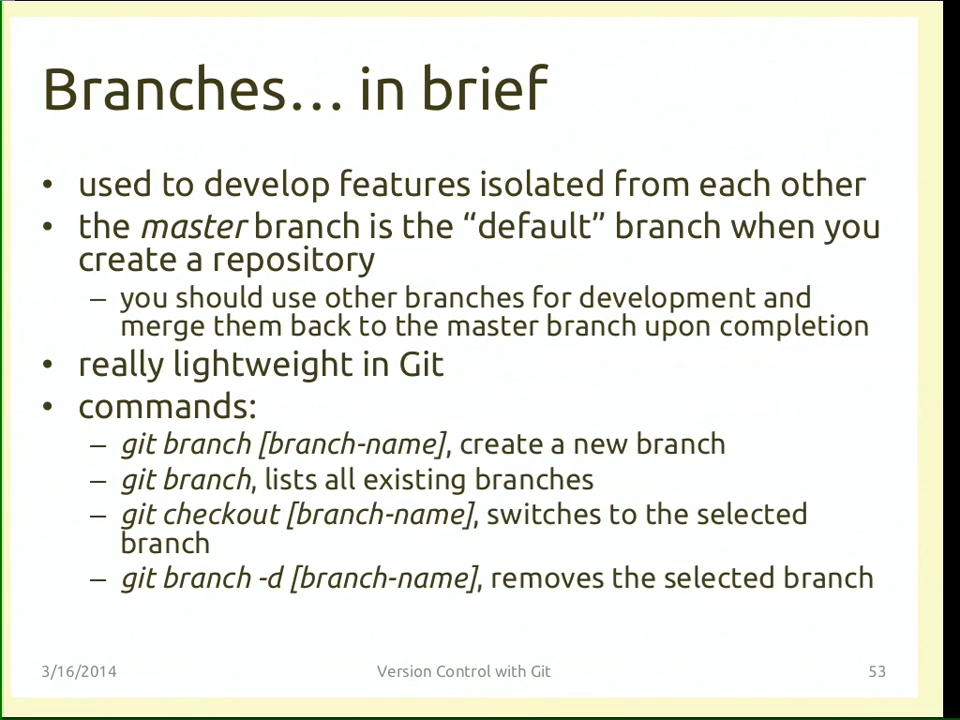 Branches... in brief
• used to develop features isolated from each other
• the master branch is the “default” branch when you
create a repository
– you should use other branches for development and
merge them back to the master branch upon completion
• really lightweight in Git
• commands:
– git branch [branch-name], create a new branch
– git branch, lists all existing branches
– git checkout [branch-name], switches to the selected
branch
– git branch -d [branch-name], removes the selected branch
3/16/2014 Version Control with Git 53